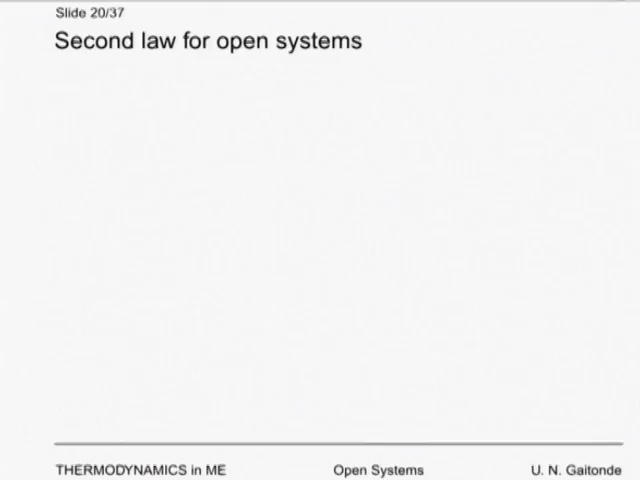 Slide 20/37
Second law for open systems
THERMODYNAMICS in ME Open Systems U. N. Gaitonde